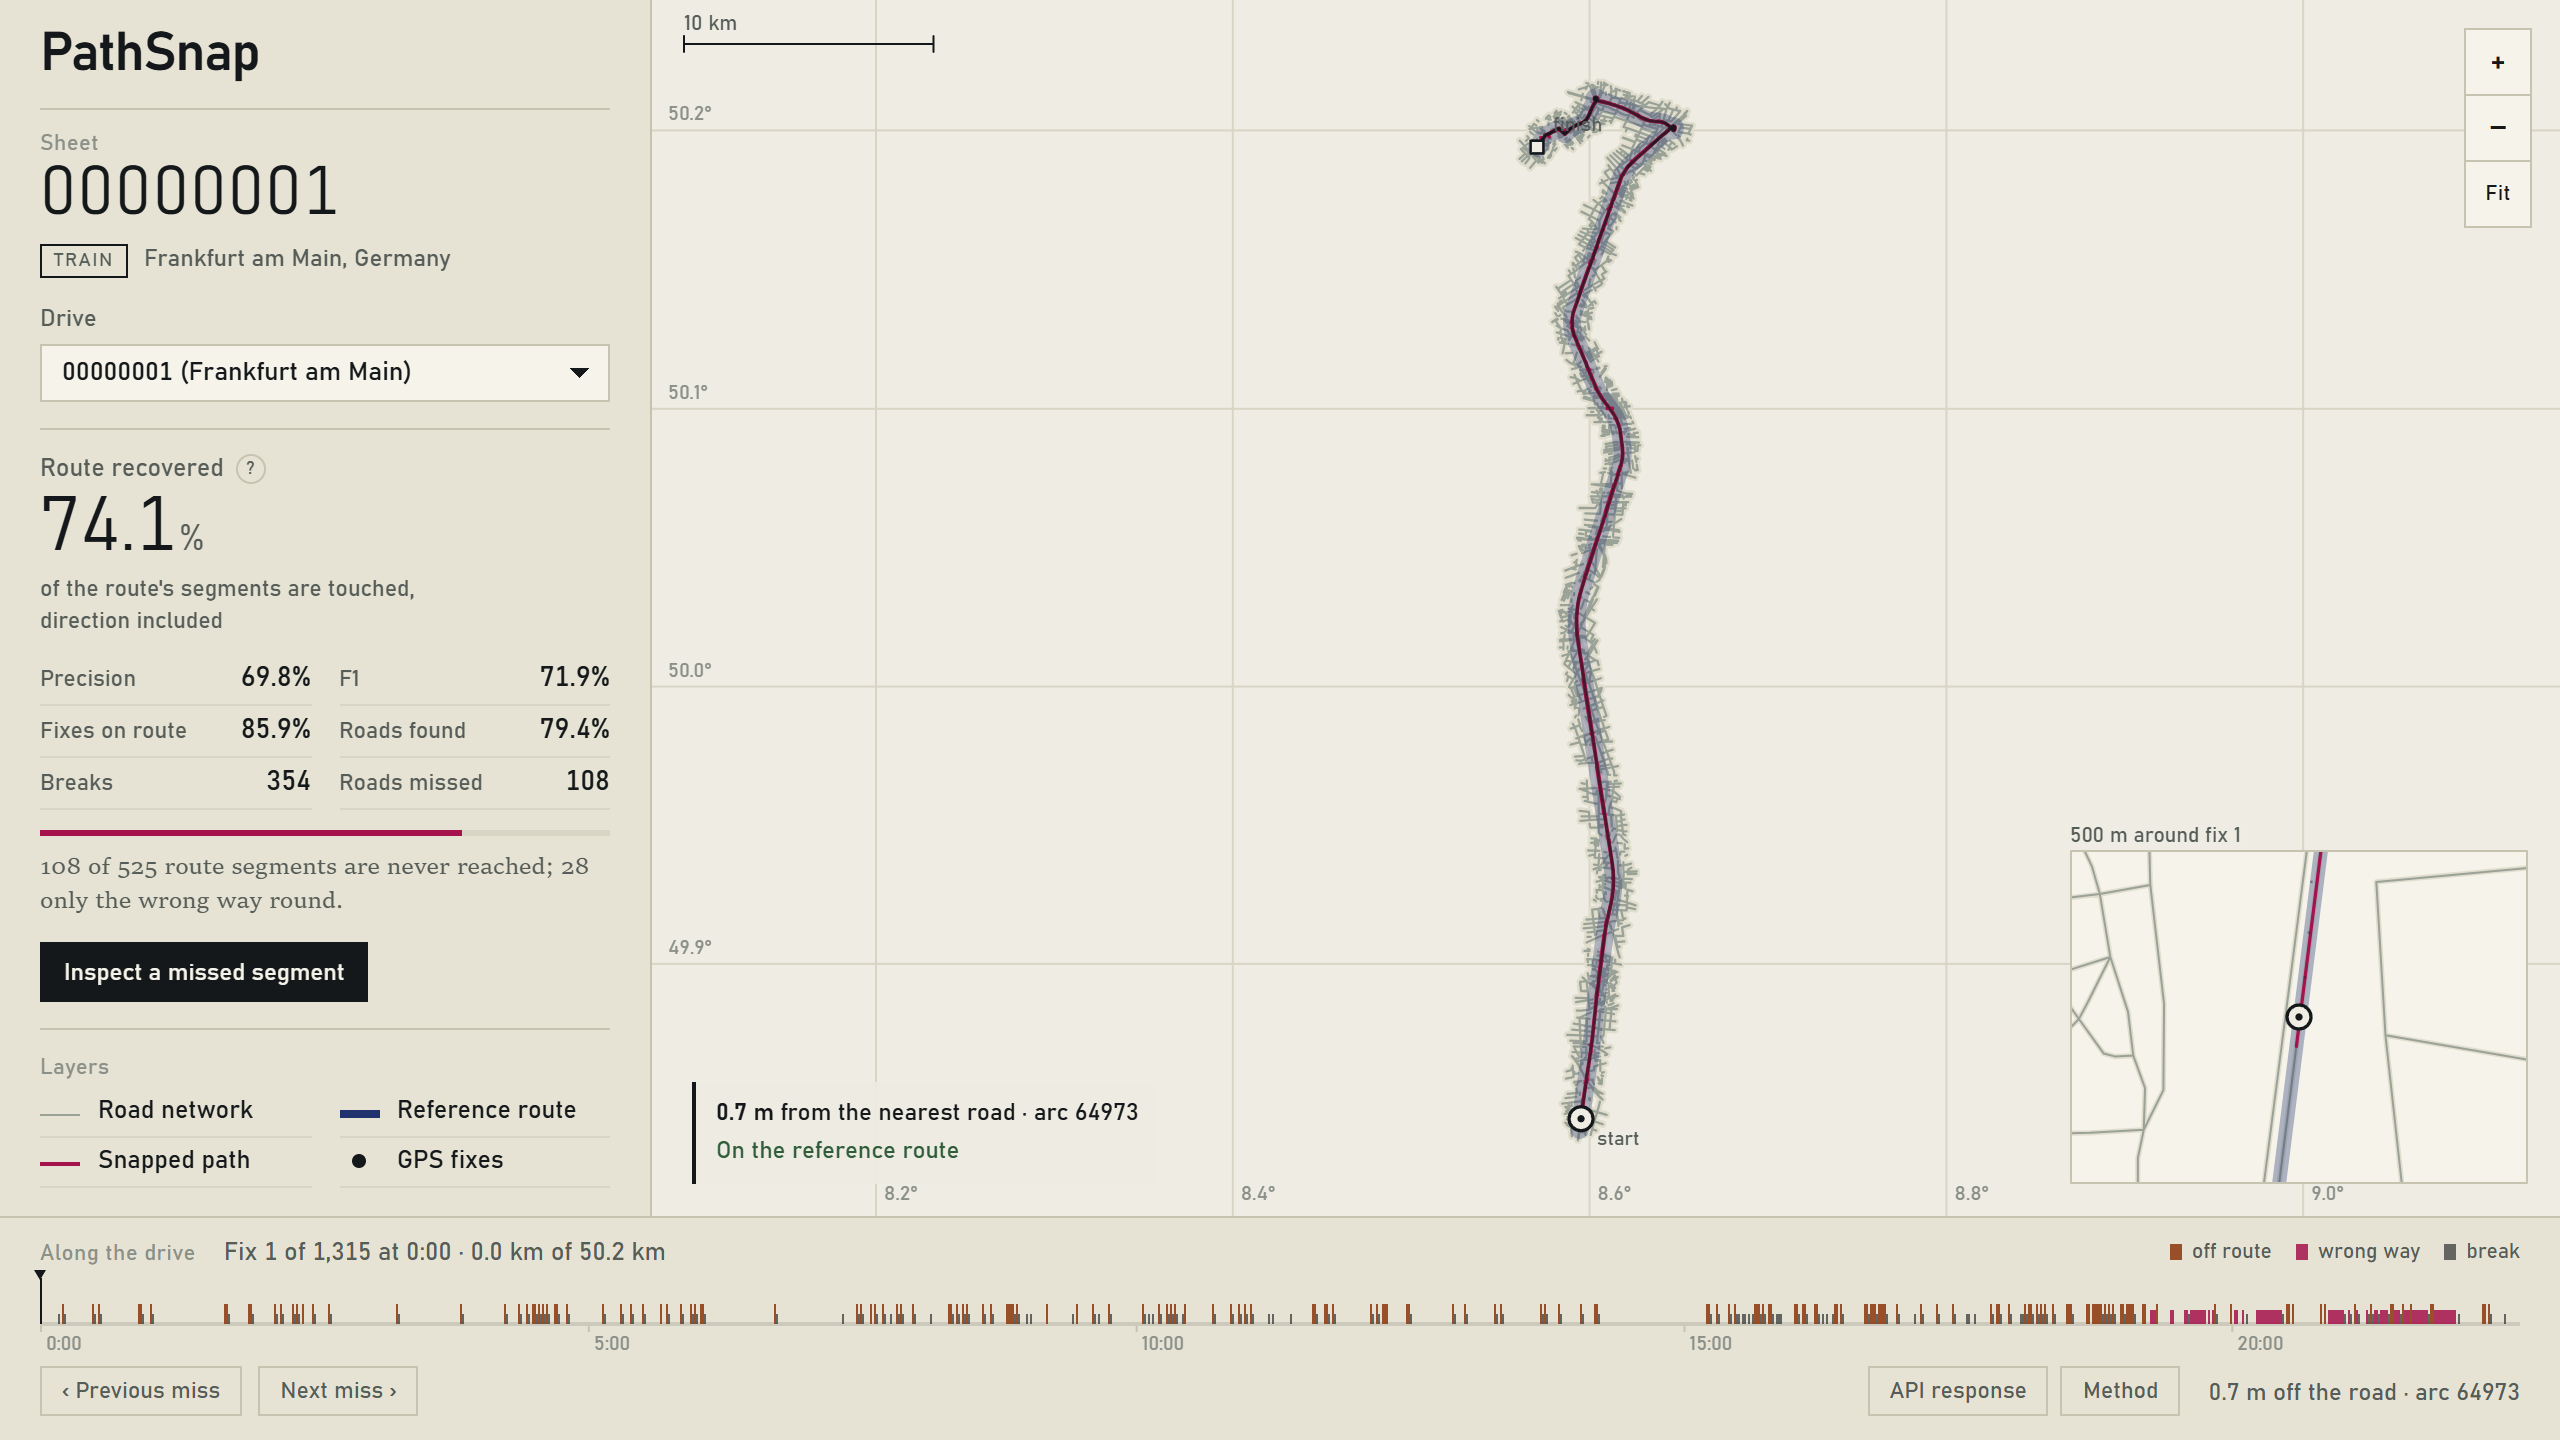 PathSnap
Sheet
00000001
TRAIN Frankfurt am Main, Germany
Drive
00000001 (Frankfurt am Main)
Route recovered ?
74.1%
of the route's segments are touched,
direction included
Precision 69.8% F1 71.9%
Fixes on route 85.9% Roads found 79.4%
Breaks 354 Roads missed 108
108 of 525 route segments are never reached; 28
only the wrong way round.
Inspect a missed segment
Layers
Road network Reference route
Snapped path GPS fixes
10 km
+
−
Fit
50.2°
finish
50.1°
50.0°
49.9°
500 m around fix 1
0.7 m from the nearest road · arc 64973
On the reference route
start
8.2° 8.4° 8.6° 8.8° 9.0°
Along the drive Fix 1 of 1,315 at 0:00 · 0.0 km of 50.2 km
off route wrong way break
0:00 5:00 10:00 15:00 20:00
‹ Previous miss Next miss › API response Method 0.7 m off the road · arc 64973